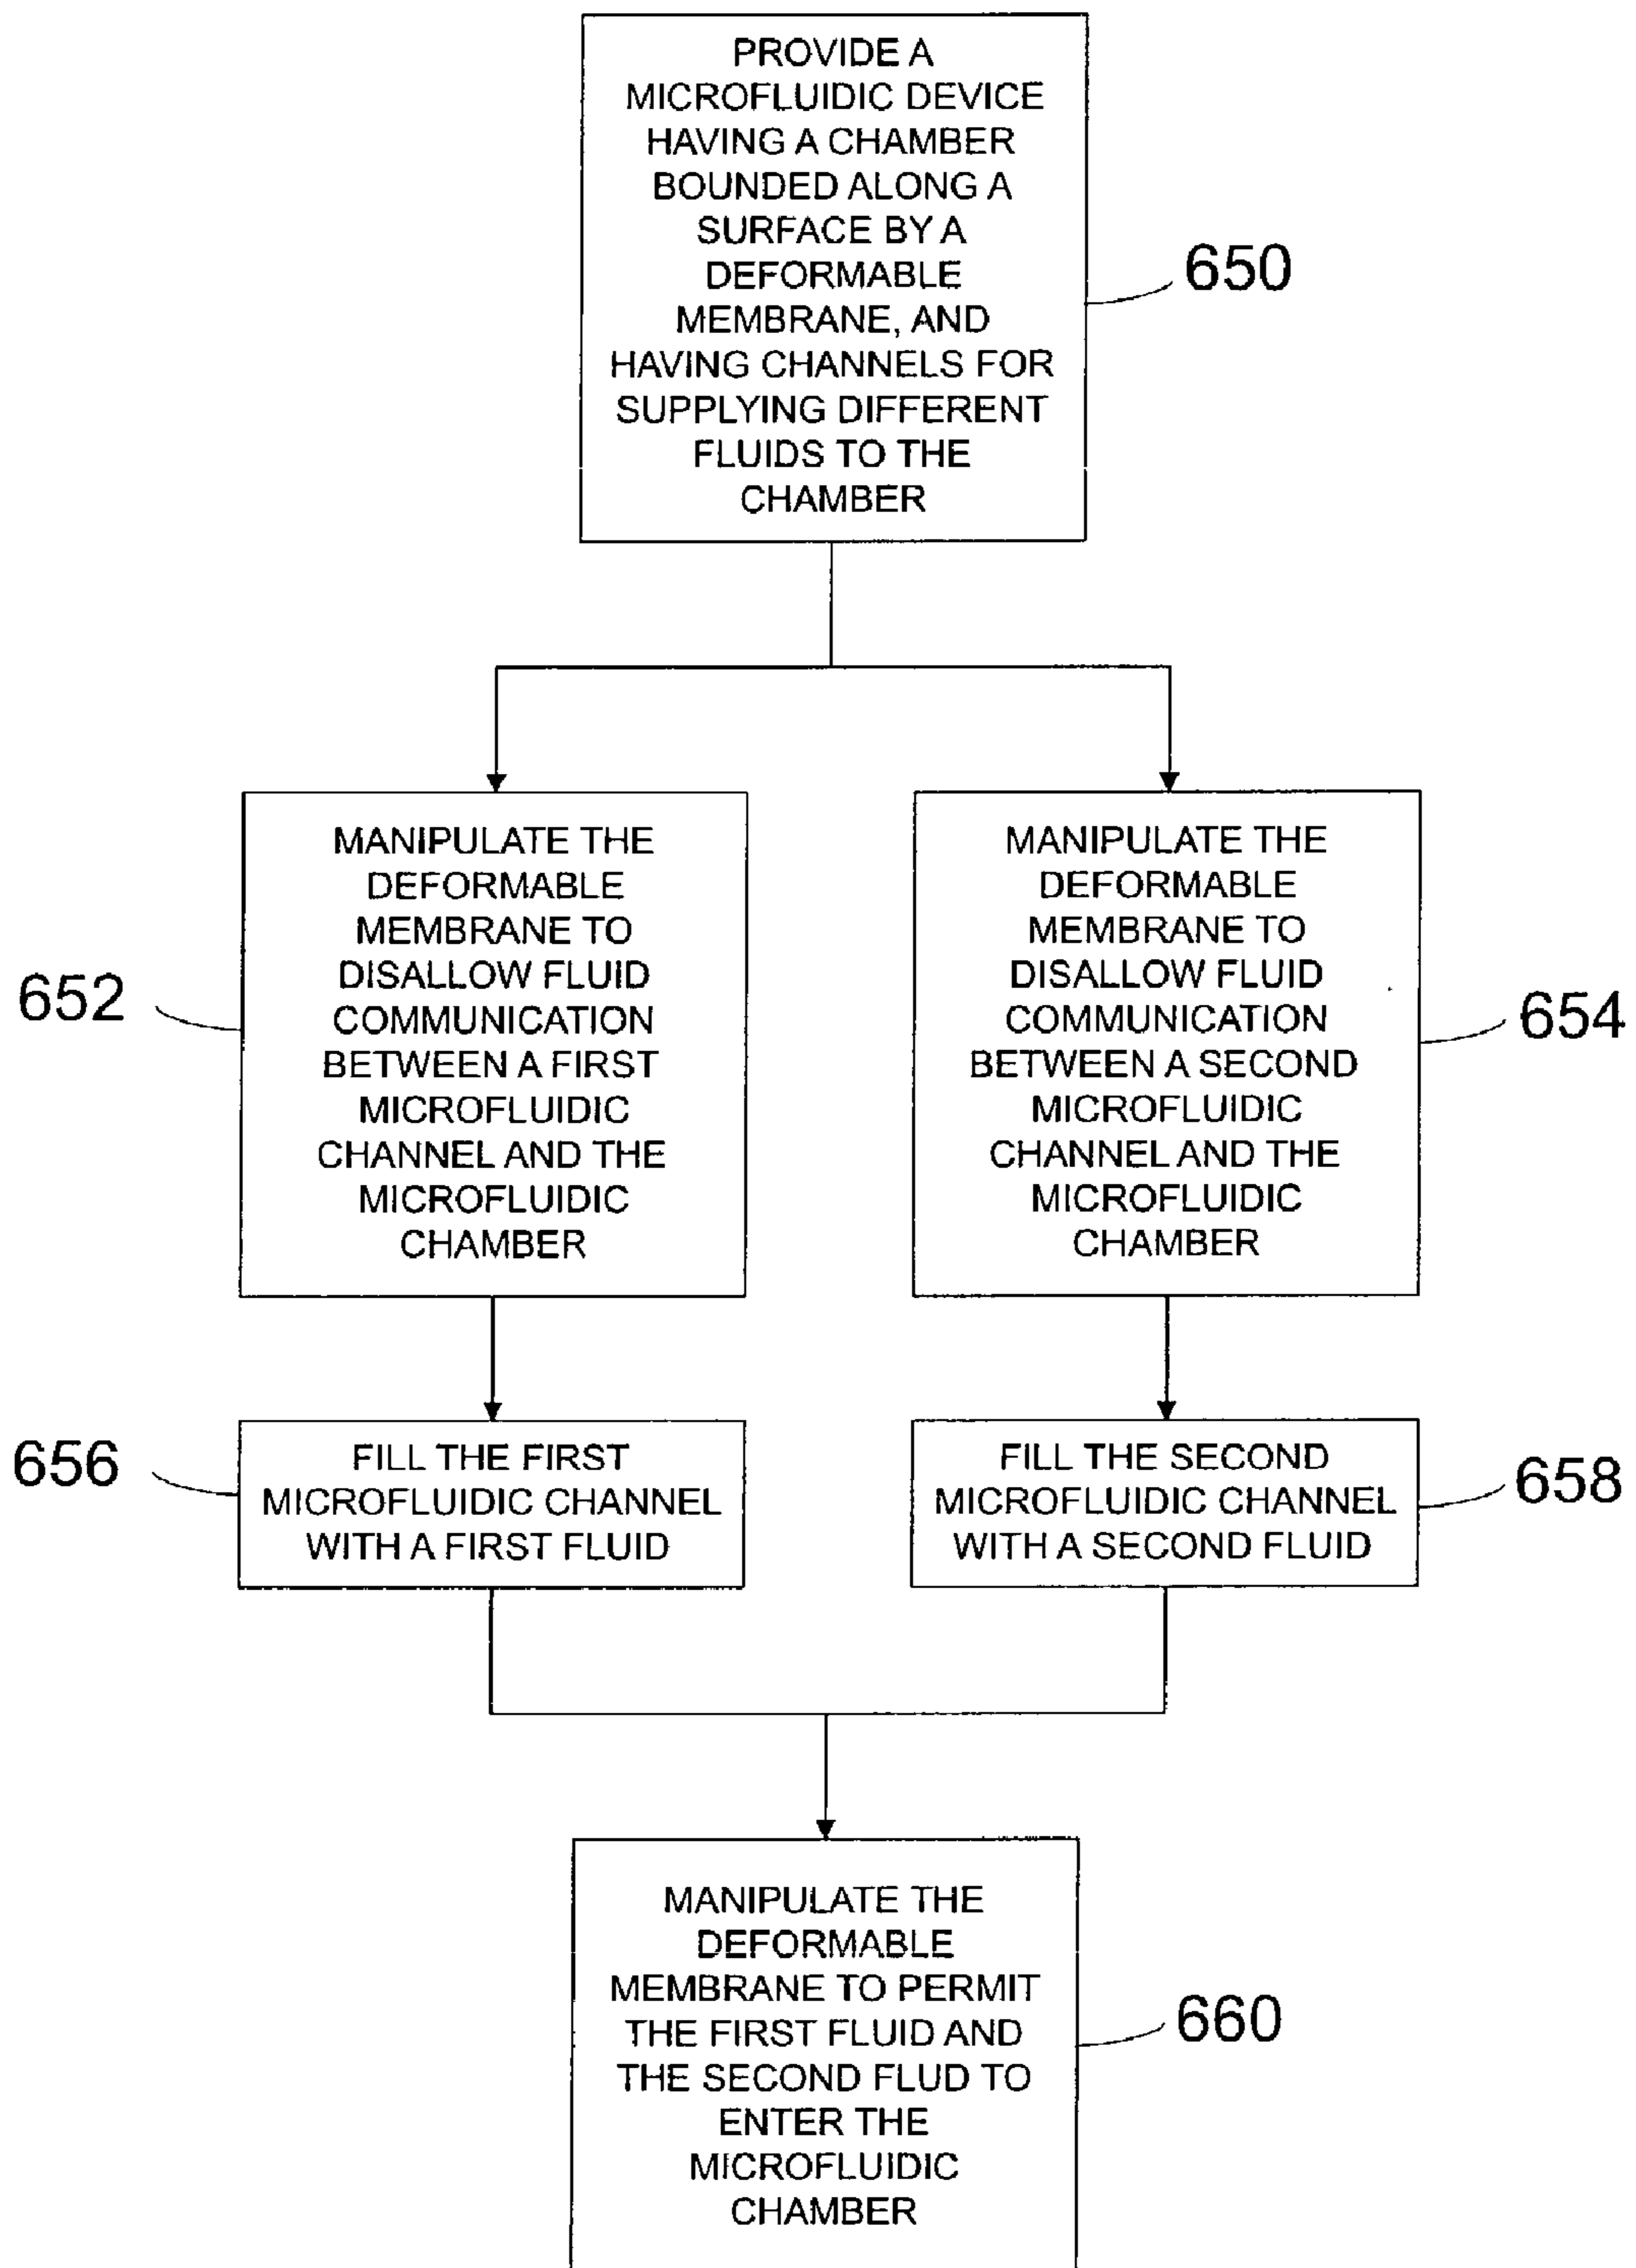 PROVIDE A
MICROFLUIDIC DEVICE
HAVING A CHAMBER
BOUNDED ALONG A
SURFACE BY A
DEFORMABLE
MEMBRANE, AND
HAVING CHANNELS FOR
SUPPLYING DIFFERENT
FLUIDS TO THE
CHAMBER
650
MANIPULATE THE
DEFORMABLE
MEMBRANE TO
DISALLOW FLUID
COMMUNICATION
BETWEEN A FIRST
MICROFLUIDIC
CHANNEL AND THE
MICROFLUIDIC
CHAMBER
652
MANIPULATE THE
DEFORMABLE
MEMBRANE TO
DISALLOW FLUID
COMMUNICATION
BETWEEN A SECOND
MICROFLUIDIC
CHANNEL AND THE
MICROFLUIDIC
CHAMBER
654
656
FILL THE FIRST
MICROFLUIDIC CHANNEL
WITH A FIRST FLUID
FILL THE SECOND
MICROFLUIDIC CHANNEL
WITH A SECOND FLUID
658
MANIPULATE THE
DEFORMABLE
MEMBRANE TO PERMIT
THE FIRST FLUID AND
THE SECOND FLUD TO
ENTER THE
MICROFLUIDIC
CHAMBER
660